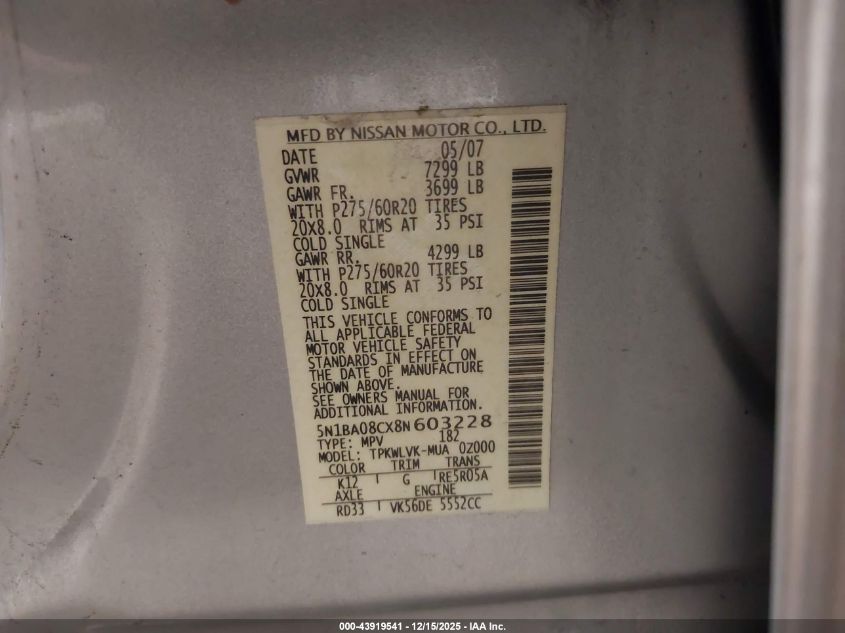 MFD BY NISSAN MOTOR CO., LTD.
DATE 05/07
GVWR 7299 LB
GAWR FR. 3699 LB
WITH P275/60R20 TIRES
20X8.0 RIMS AT 35 PSI
COLD SINGLE
GAWR RR. 4299 LB
WITH P275/60R20 TIRES
20X8.0 RIMS AT 35 PSI
COLD SINGLE
THIS VEHICLE CONFORMS TO
ALL APPLICABLE FEDERAL
MOTOR VEHICLE SAFETY
STANDARDS IN EFFECT ON
THE DATE OF MANUFACTURE
SHOWN ABOVE.
SEE OWNERS MANUAL FOR
ADDITIONAL INFORMATION.
5N1BA08CX8N603228
TYPE: MPV 182
MODEL: TPKWLVK-MUA 0Z000
COLOR TRIM TRANS
K12 G RE5R05A
AXLE ENGINE
RD33 VK56DE 5552CC
000-43919541 - 12/15/2025 - IAA Inc.